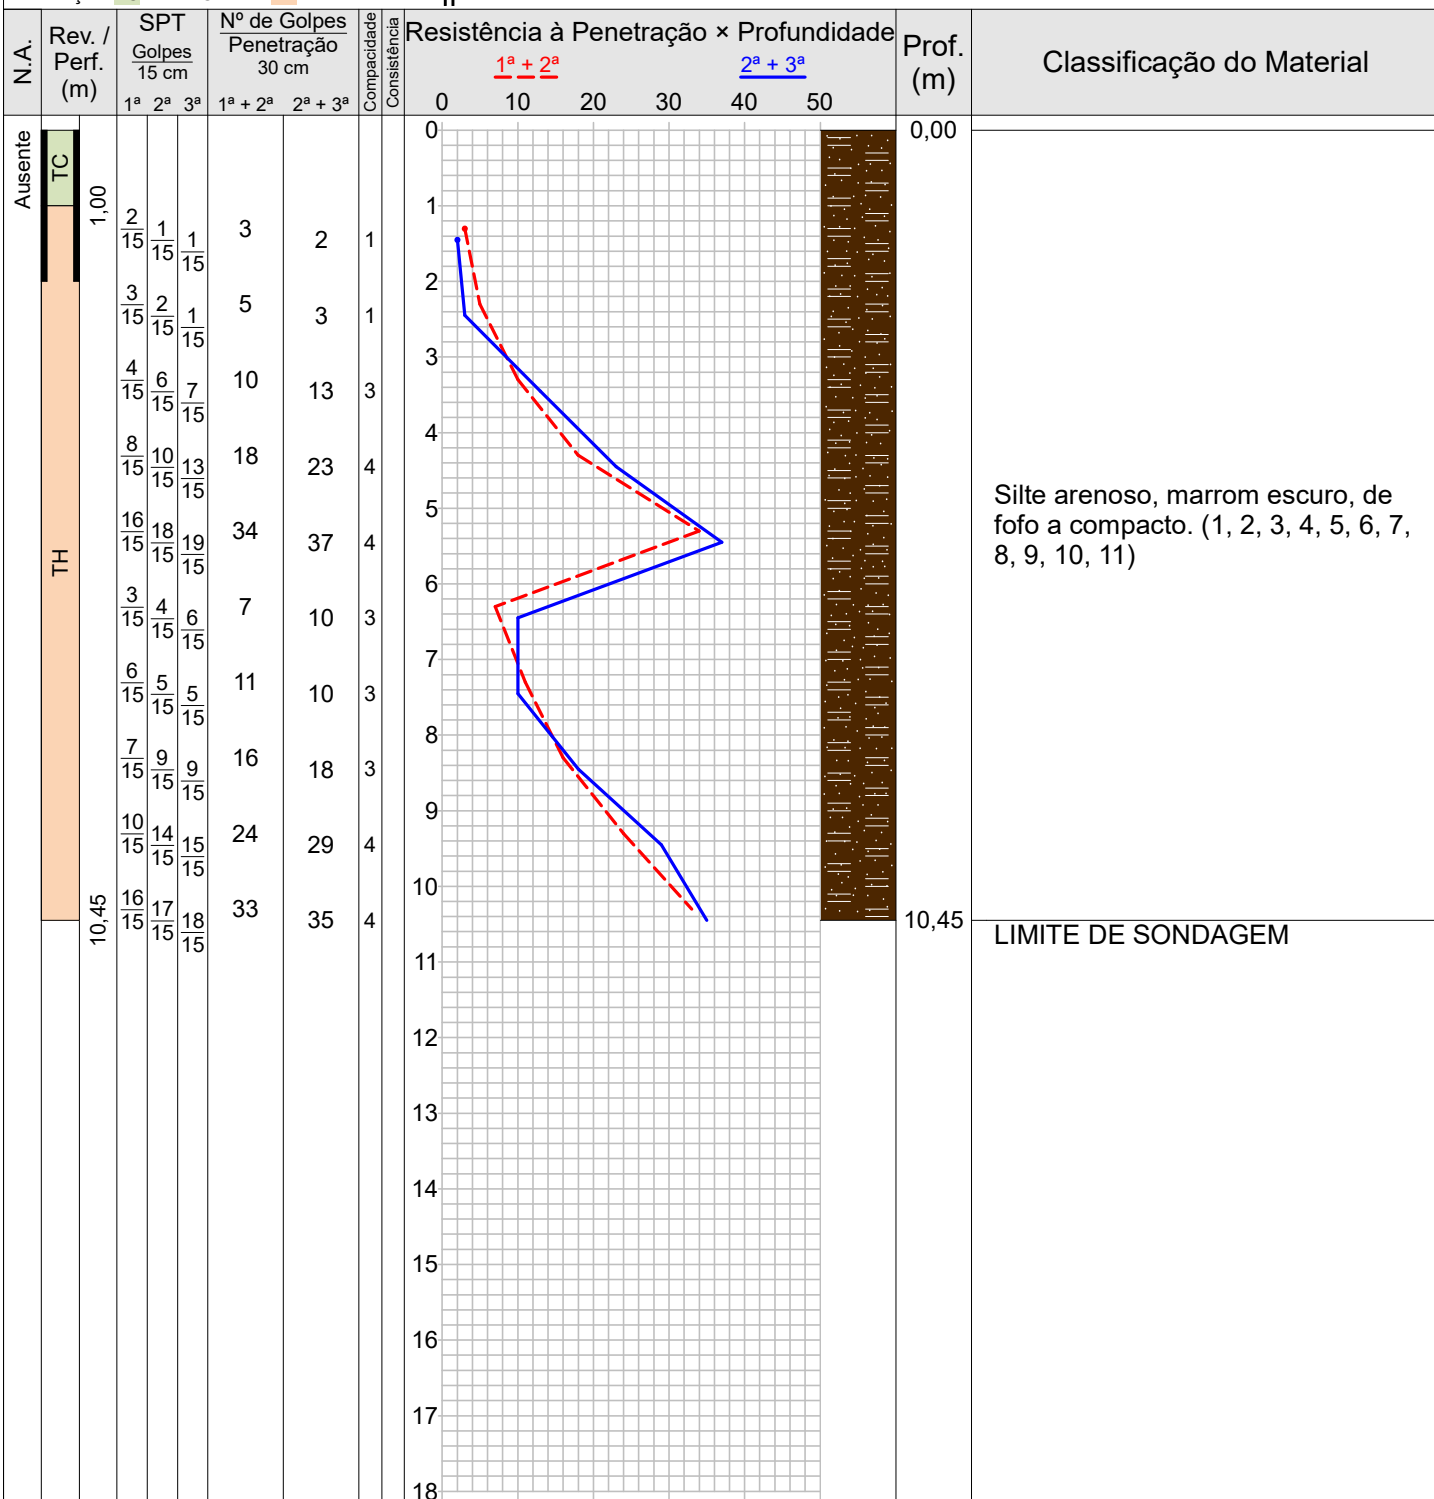 N.A.
Rev. / Perf. (m)
SPT
Golpes
15 cm
1ª 2ª 3ª
Nº de Golpes
Penetração
30 cm
1ª + 2ª 2ª + 3ª
Compacidade
Consistência
Resistência à Penetração × Profundidade
1ª + 2ª 2ª + 3ª
0 10 20 30 40 50
Prof. (m)
Classificação do Material
Ausente
TC
1,00
TH
10,45
2/15 1/15 1/15 3 2 1
3/15 2/15 1/15 5 3 1
4/15 6/15 7/15 10 13 3
8/15 10/15 13/15 18 23 4
16/15 18/15 19/15 34 37 4
3/15 4/15 6/15 7 10 3
6/15 5/15 5/15 11 10 3
7/15 9/15 9/15 16 18 3
10/15 14/15 15/15 24 29 4
16/15 17/15 18/15 33 35 4
0
1
2
3
4
5
6
7
8
9
10
11
12
13
14
15
16
17
18
0,00
10,45
Silte arenoso, marrom escuro, de
fofo a compacto. (1, 2, 3, 4, 5, 6, 7,
8, 9, 10, 11)
LIMITE DE SONDAGEM